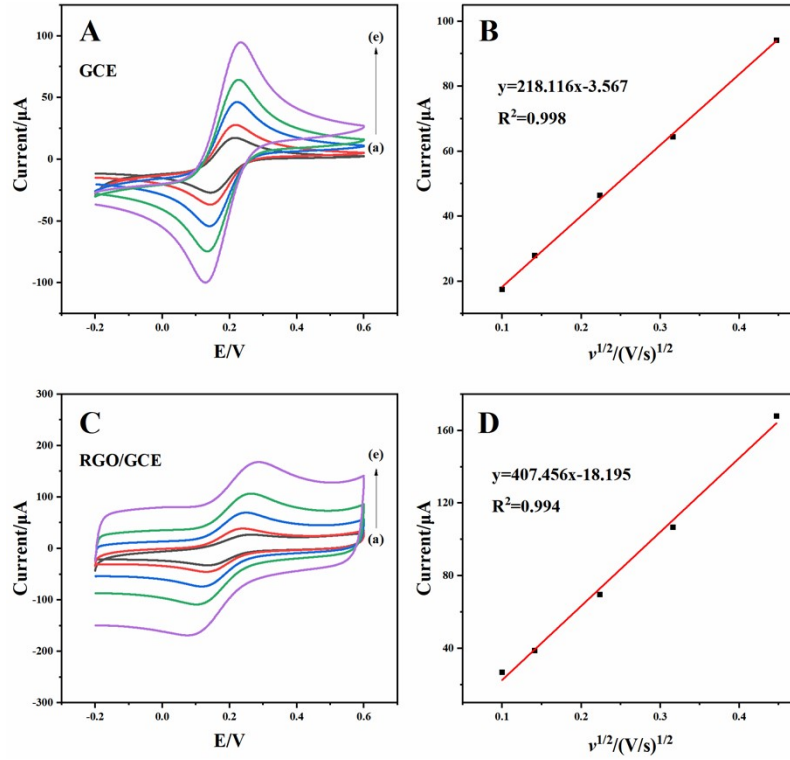 A
GCE
(e)
(a)
100
50
0
-50
-100
Current/μA
-0.2 0.0 0.2 0.4 0.6
E/V
B
y=218.116x-3.567
R²=0.998
100
80
60
40
20
Current/μA
0.1 0.2 0.3 0.4
ν¹/²/(V/s)¹/²
C
RGO/GCE
(e)
(a)
300
200
100
0
-100
-200
-300
Current/μA
-0.2 0.0 0.2 0.4 0.6
E/V
D
y=407.456x-18.195
R²=0.994
160
120
80
40
Current/μA
0.1 0.2 0.3 0.4
ν¹/²/(V/s)¹/²